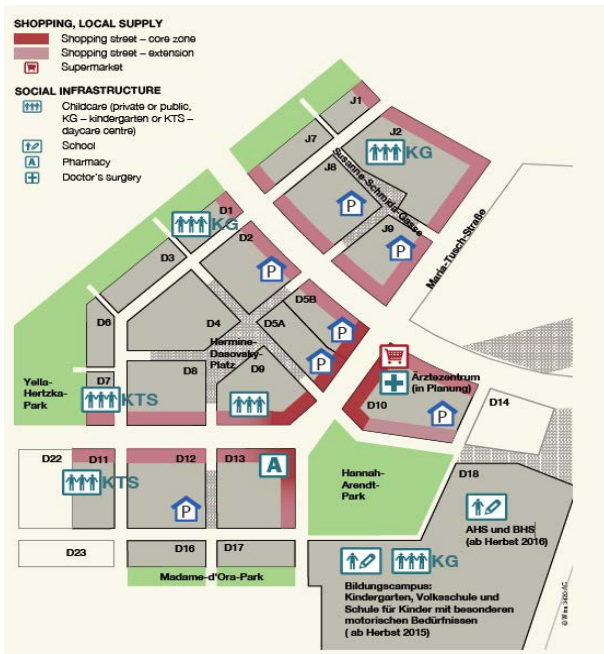 SHOPPING, LOCAL SUPPLY
Shopping street – core zone
Shopping street – extension
Supermarket
SOCIAL INFRASTRUCTURE
Childcare (private or public,
KG – kindergarten or KTS –
daycare centre)
School
A Pharmacy
Doctor's surgery
J1
J2
J7
KG
J8
Susanne-Schmida-Gasse
P
J9
P
Maria-Tusch-Straße
D1
KG
D2
P
D3
D5B
D6
D4
D5A
P
Hermine-
Dasovsky-
Platz
P
D7
D8
D9
Yella-
Hertzka-
Park
KTS
Ärztezentrum
(in Planung)
D10
P
D14
D22
D11
D12
D13
A
KTS
P
Hannah-
Arendt-
Park
D18
AHS und BHS
(ab Herbst 2016)
D23
D16
D17
Madame-d'Ora-Park
KG
Bildungscampus:
Kindergarten, Volksschule und
Schule für Kinder mit besonderen
motorischen Bedürfnissen
( ab Herbst 2015)
© Wien 3420 AG